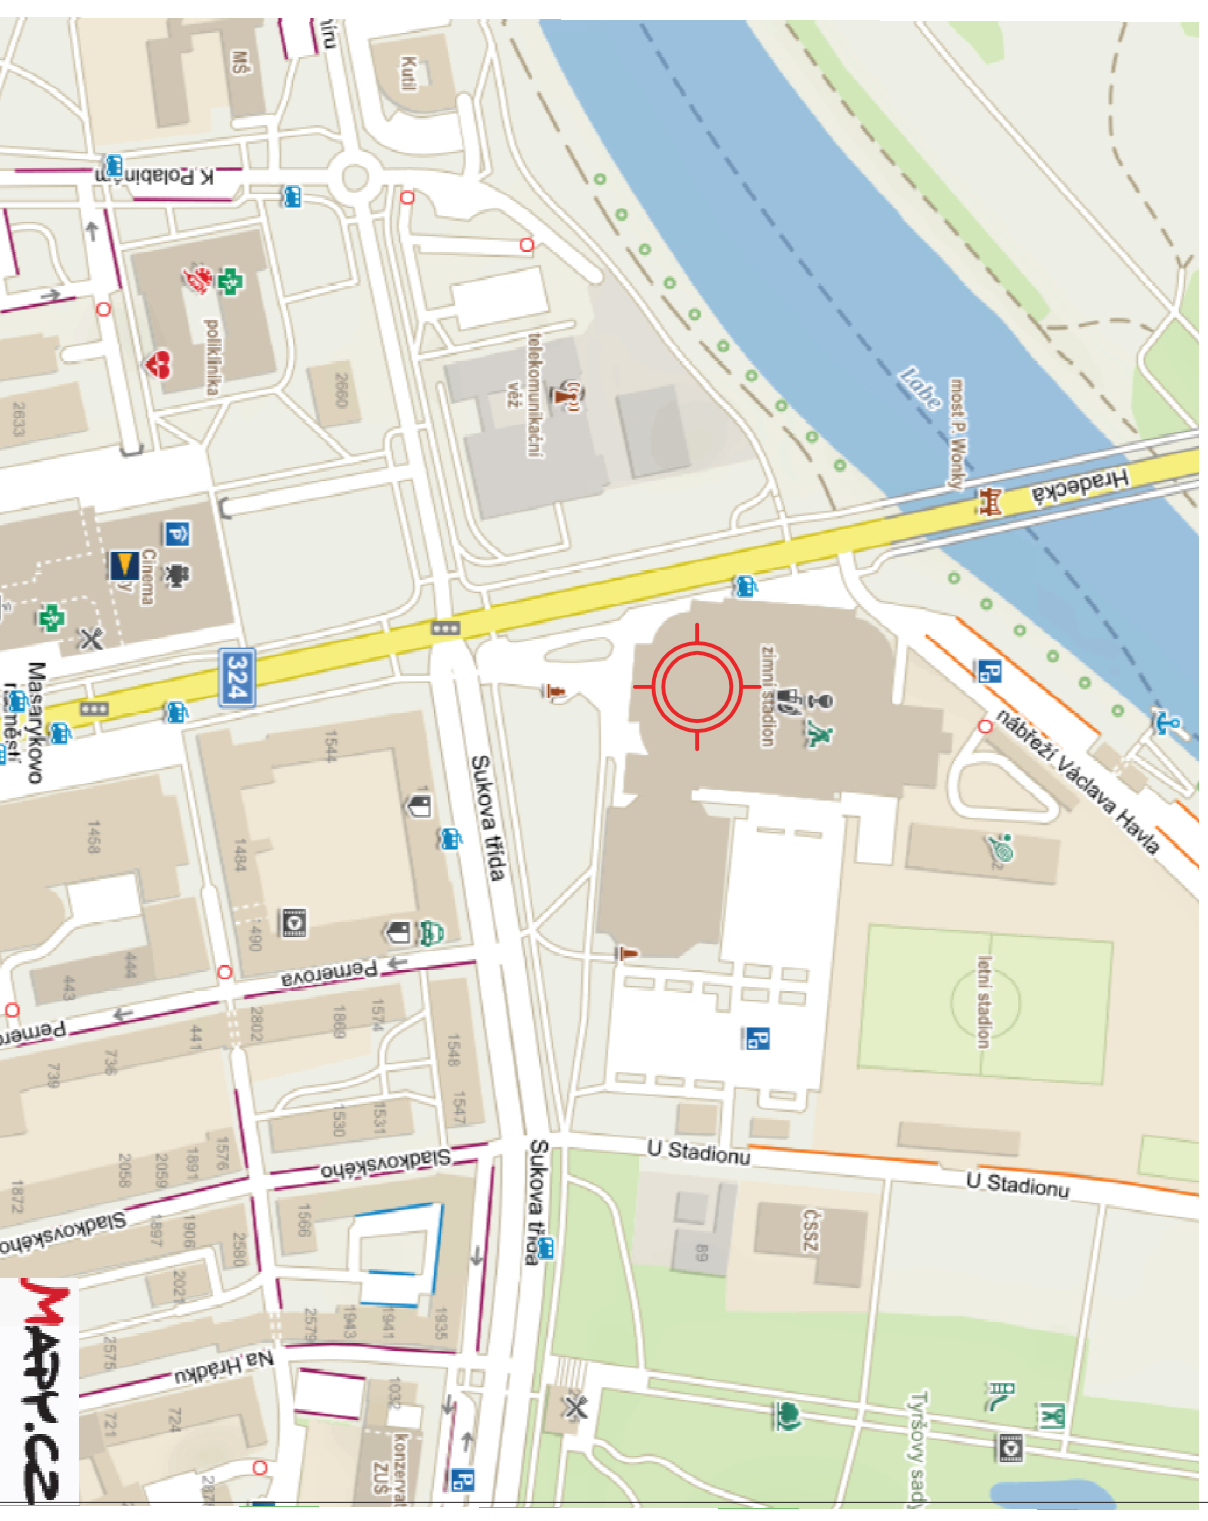 Kutil
MŠ
K Polabinám
poliklinika
2660
2633
telekomunikační
věž
Labe
most P. Wonky
Hradecká
Cinema
324
Masarykovo
náměstí
zimní stadion
nábřeží Václava Havla
Sukova třída
1544
1458
1484
1490
444
443
letní stadion
Pernerova
2802
1869
1574
441
736
739
1548
1547
1530
1531
U Stadionu
U Stadionu
Sladkovského
Sukova třída
1576
1891
2059
2058
1872
Sladkovského
1897
1906
2580
1566
89
ČSSZ
2021
2579
1943
1941
1935
2575
Na Hrádku
721
724
1032
konzervat
ZUŠ
Tyršovy sady
MAPY.CZ